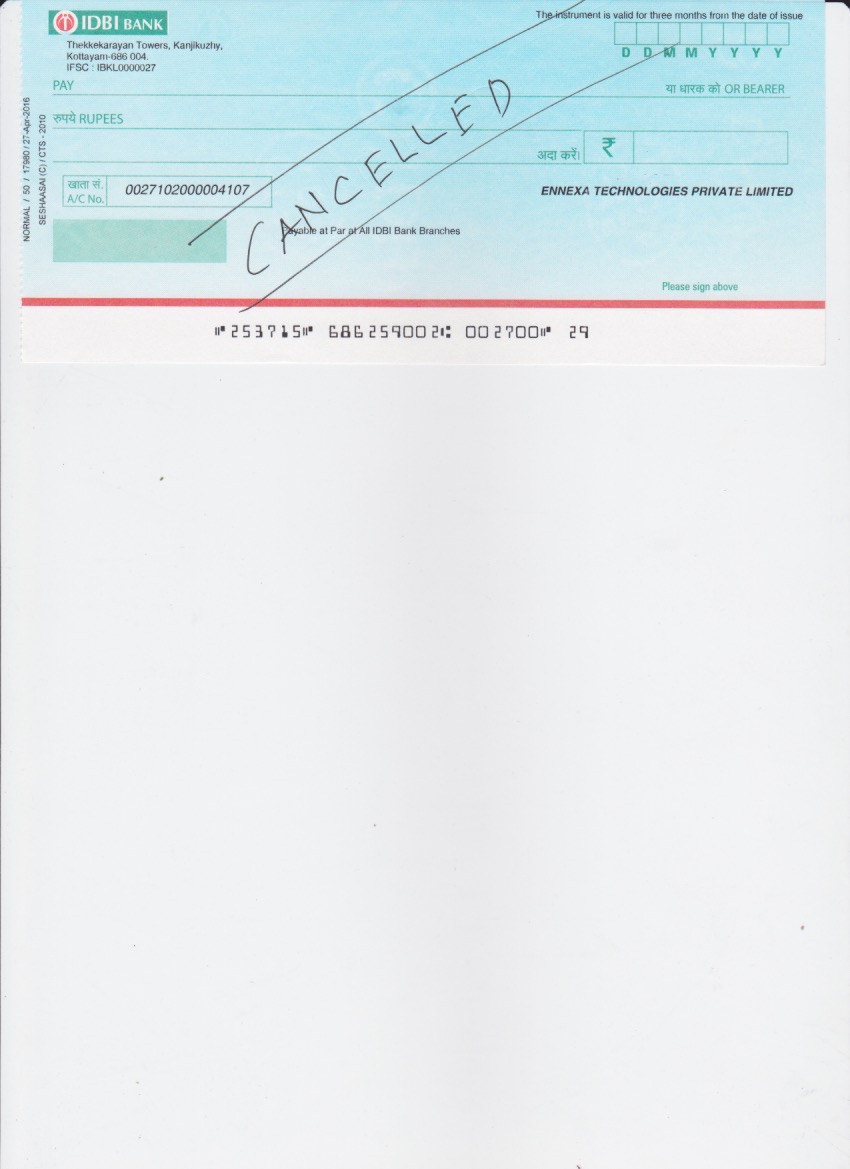 IDBI BANK
The instrument is valid for three months from the date of issue
Thekkekarayan Towers, Kanjikuzhy,
Kottayam-686 004.
IFSC : IBKL0000027
D D M M Y Y Y Y
PAY
या धारक को OR BEARER
रुपये RUPEES
अदा करें। ₹
खाता सं.
A/C No. 0027102000004107
ENNEXA TECHNOLOGIES PRIVATE LIMITED
CANCELLED
Payable at Par at All IDBI Bank Branches
Please sign above
NORMAL / 50 / 17980 / 27-Apr-2016
SESHAASAI (C) / CTS - 2010
⑈253715⑈ 686259002⑆ 002700⑈ 29